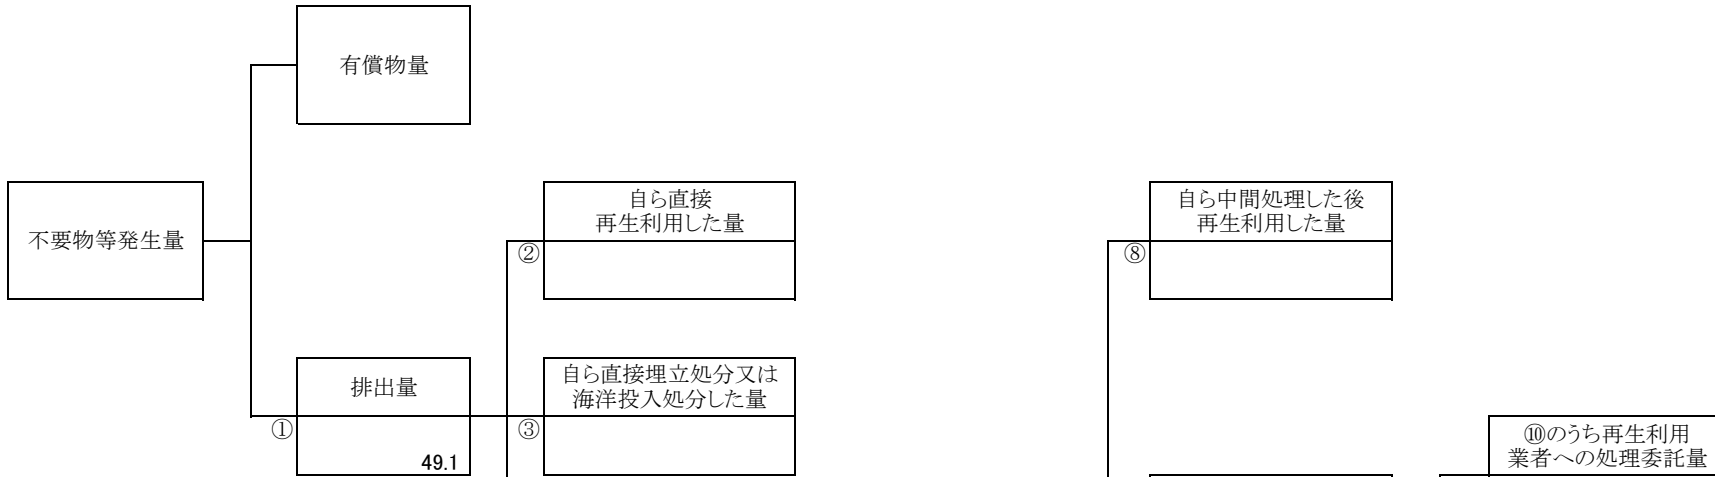 有償物量
不要物等発生量
自ら直接
再生利用した量
②
自ら中間処理した後
再生利用した量
⑧
排出量
①
49.1
自ら直接埋立処分又は
海洋投入処分した量
③
⑩のうち再生利用
業者への処理委託量